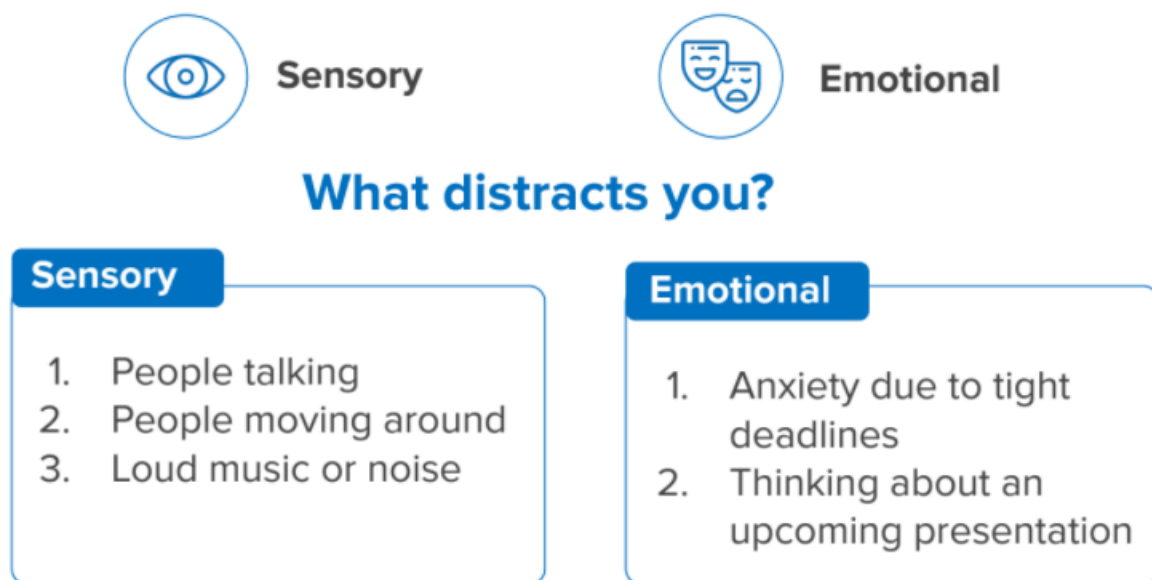 Sensory
Emotional
What distracts you?
Sensory
1. People talking
2. People moving around
3. Loud music or noise
Emotional
1. Anxiety due to tight
deadlines
2. Thinking about an
upcoming presentation